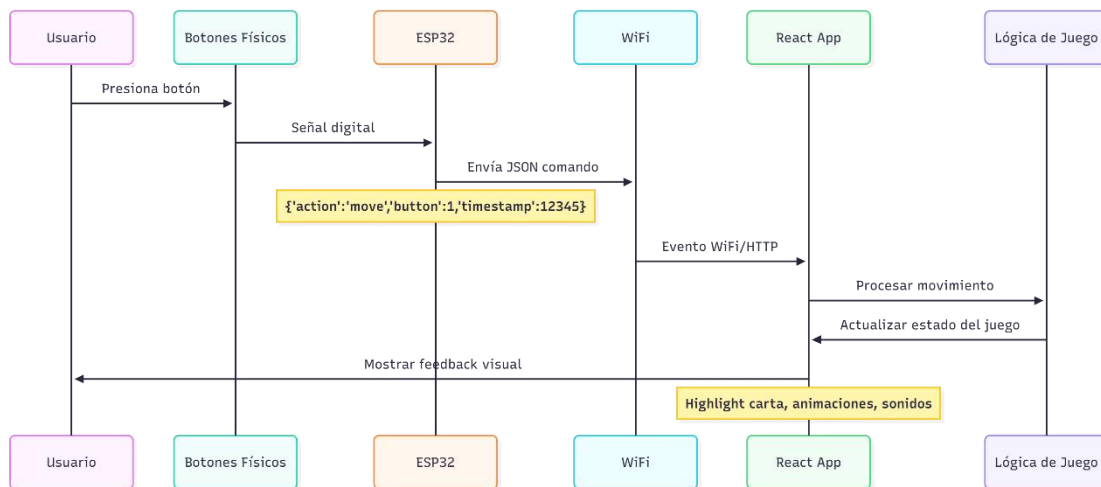 Usuario
Botones Físicos
ESP32
WiFi
React App
Lógica de Juego
Presiona botón
Señal digital
Envía JSON comando
{'action':'move','button':1,'timestamp':12345}
Evento WiFi/HTTP
Procesar movimiento
Actualizar estado del juego
Mostrar feedback visual
Highlight carta, animaciones, sonidos
Usuario
Botones Físicos
ESP32
WiFi
React App
Lógica de Juego